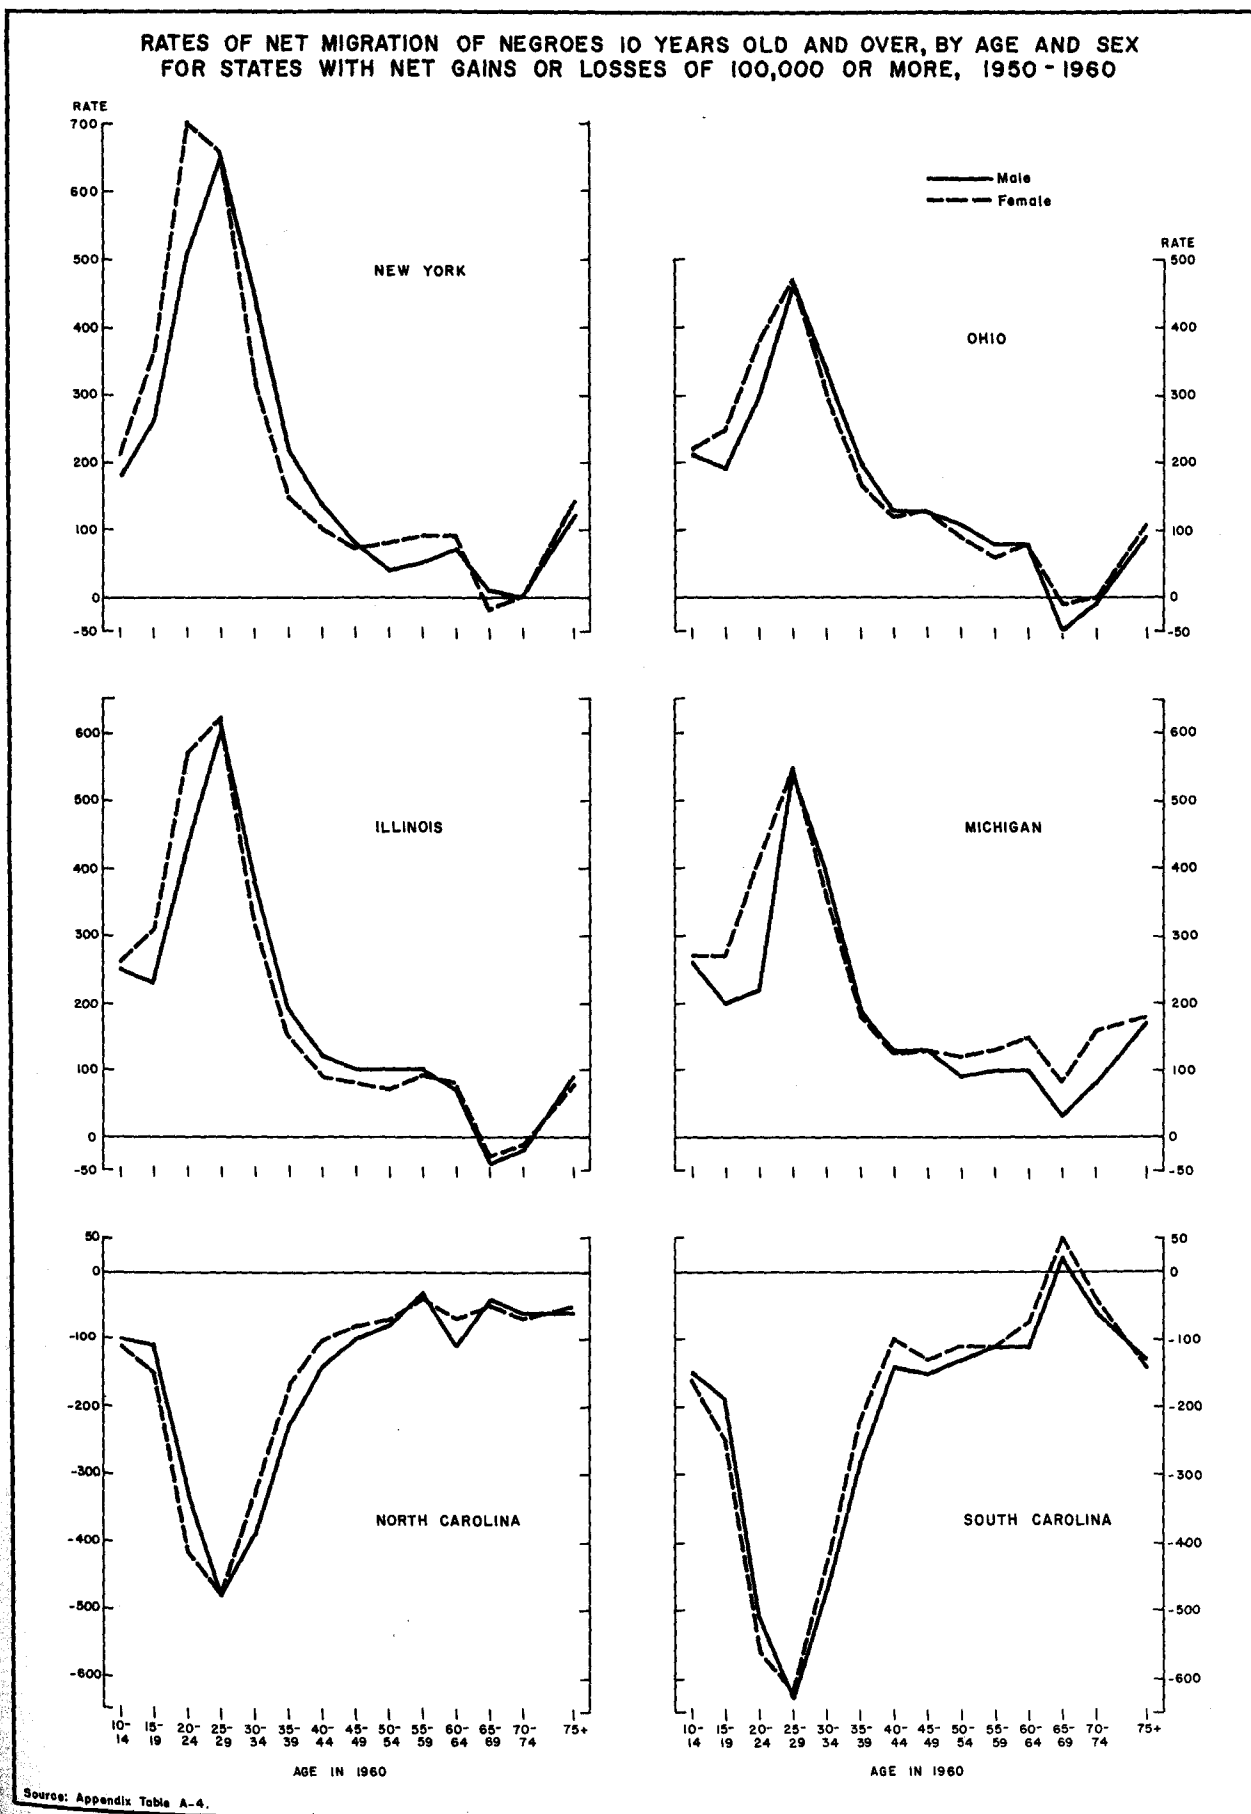 RATES OF NET MIGRATION OF NEGROES 10 YEARS OLD AND OVER, BY AGE AND SEX
FOR STATES WITH NET GAINS OR LOSSES OF 100,000 OR MORE, 1950-1960
RATE
700
600
500
400
300
200
100
0
-50
NEW YORK
Male
Female
RATE
500
400
300
200
100
0
-50
OHIO
600
500
400
300
200
100
0
-50
ILLINOIS
600
500
400
300
200
100
0
-50
MICHIGAN
50
0
-100
-200
-300
-400
-500
-600
NORTH CAROLINA
10- 15- 20- 25- 30- 35- 40- 45- 50- 55- 60- 65- 70- 75+
14 19 24 29 34 39 44 49 54 59 64 69 74
AGE IN 1960
50
0
-100
-200
-300
-400
-500
-600
SOUTH CAROLINA
10- 15- 20- 25- 30- 35- 40- 45- 50- 55- 60- 65- 70- 75+
14 19 24 29 34 39 44 49 54 59 64 69 74
AGE IN 1960
Source: Appendix Table A-4.